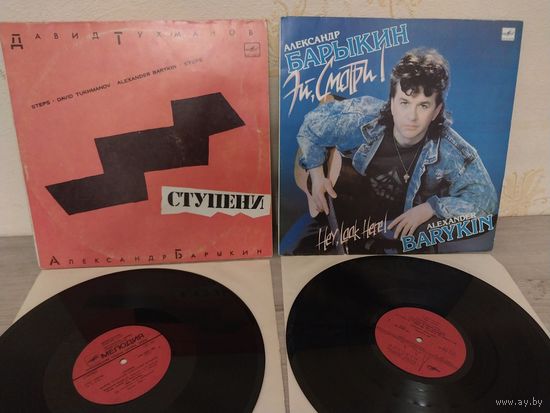 ДАВИД ТУХМАНОВ
STEPS · DAVID TUKHMANOV ALEXANDER BARYKIN STEPS
СТУПЕНИ
АЛЕКСАНДР БАРЫКИН
АЛЕКСАНДР
БАРЫКИН
Эй, Смотри!
Hey, Look Here!
ALEXANDER
BARYKIN
МЕЛОДИЯ
www.ay.by